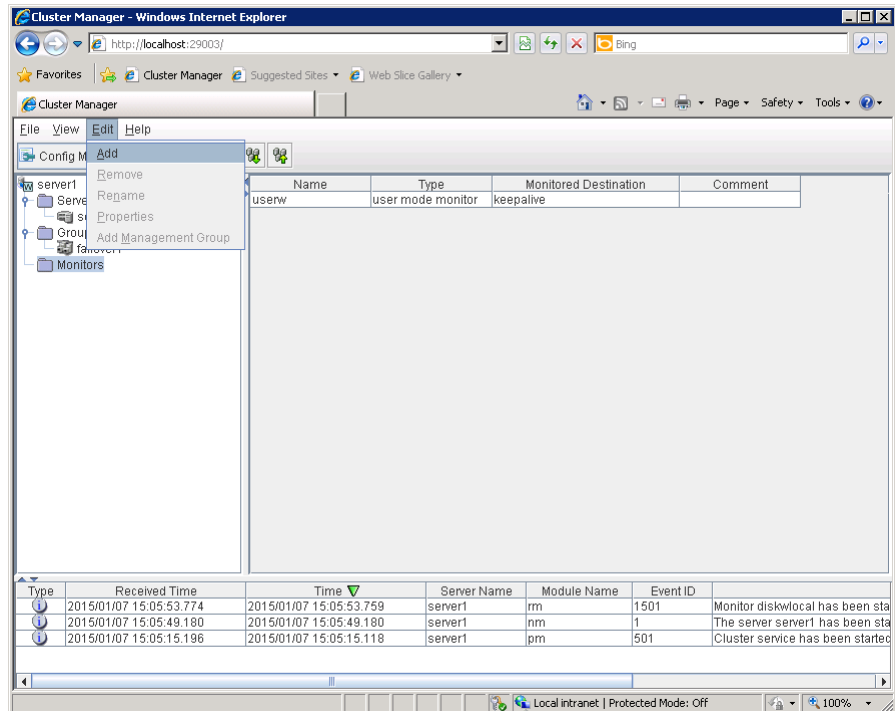 Cluster Manager - Windows Internet Explorer
http://localhost:29003/
Bing
Favorites Cluster Manager Suggested Sites Web Slice Gallery
Cluster Manager
Page Safety Tools
File View Edit Help
Config M
Add
Remove
Rename
Properties
Add Management Group
server1
Serve
se
Group
failover1
Monitors
Name Type Monitored Destination Comment
userw user mode monitor keepalive
Type Received Time Time Server Name Module Name Event ID
2015/01/07 15:05:53.774 2015/01/07 15:05:53.759 server1 rm 1501 Monitor diskwlocal has been sta
2015/01/07 15:05:49.180 2015/01/07 15:05:49.180 server1 nm 1 The server server1 has been sta
2015/01/07 15:05:15.196 2015/01/07 15:05:15.118 server1 pm 501 Cluster service has been started
Local intranet | Protected Mode: Off 100%